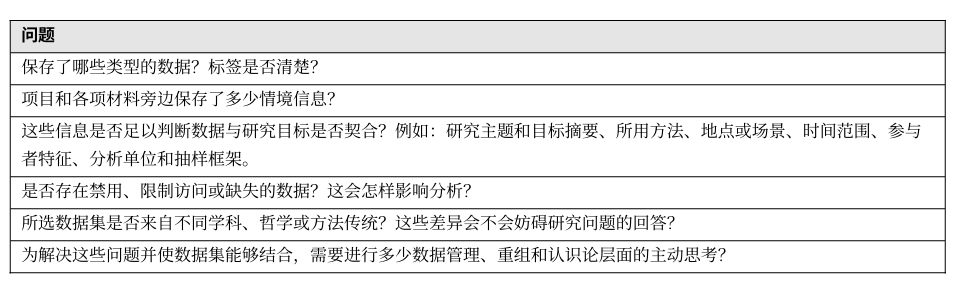 问题
保存了哪些类型的数据？标签是否清楚？
项目和各项材料旁边保存了多少情境信息？
这些信息是否足以判断数据与研究目标是否契合？例如：研究主题和目标摘要、所用方法、地点或场景、时间范围、参与
者特征、分析单位和抽样框架。
是否存在禁用、限制访问或缺失的数据？这会怎样影响分析？
所选数据集是否来自不同学科、哲学或方法传统？这些差异会不会妨碍研究问题的回答？
为解决这些问题并使数据集能够结合，需要进行多少数据管理、重组和认识论层面的主动思考？